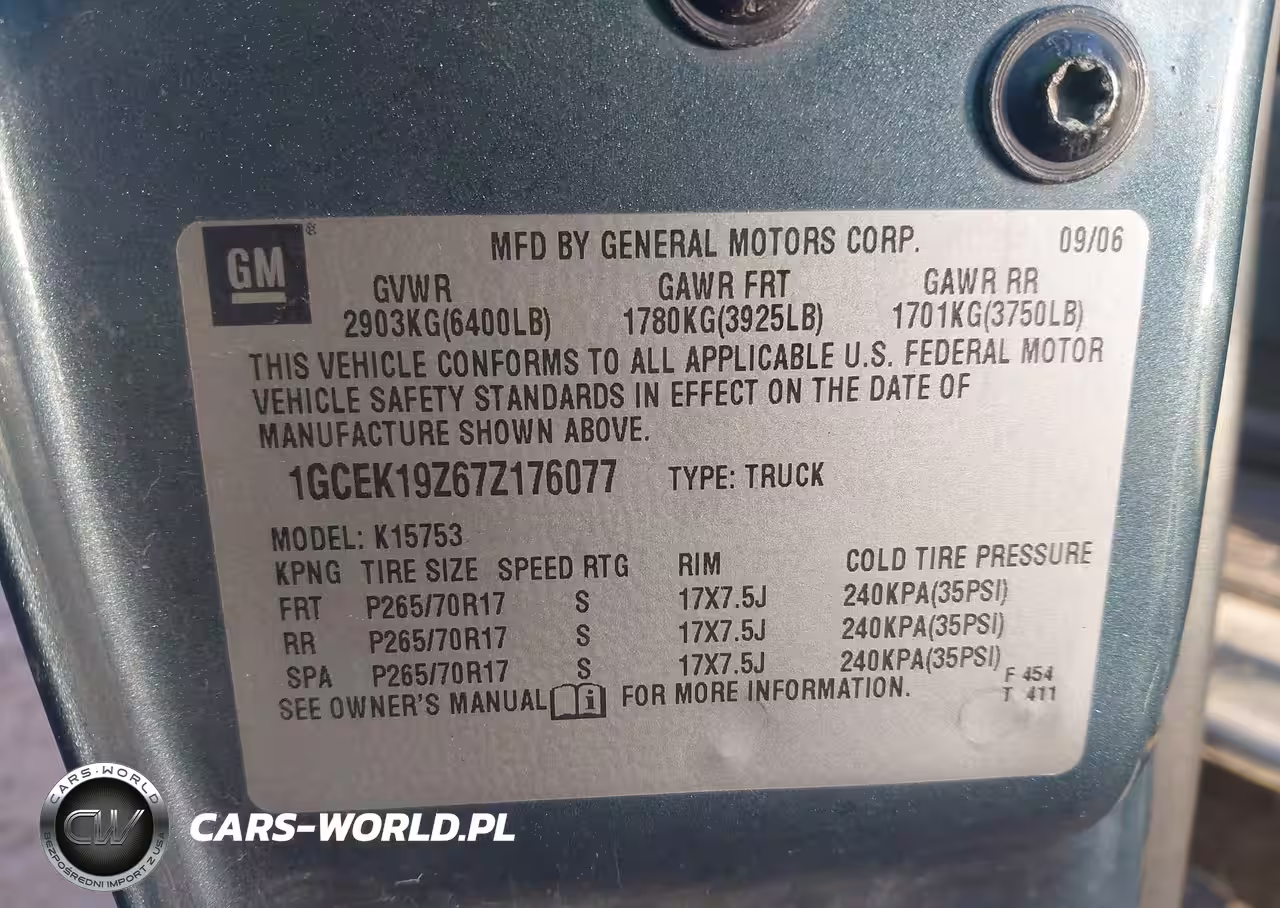 GM ®
MFD BY GENERAL MOTORS CORP. 09/06
GVWR GAWR FRT GAWR RR
2903KG(6400LB) 1780KG(3925LB) 1701KG(3750LB)
THIS VEHICLE CONFORMS TO ALL APPLICABLE U.S. FEDERAL MOTOR
VEHICLE SAFETY STANDARDS IN EFFECT ON THE DATE OF
MANUFACTURE SHOWN ABOVE.
1GCEK19Z67Z176077 TYPE: TRUCK
MODEL: K15753
KPNG TIRE SIZE SPEED RTG RIM COLD TIRE PRESSURE
FRT P265/70R17 S 17X7.5J 240KPA(35PSI)
RR P265/70R17 S 17X7.5J 240KPA(35PSI)
SPA P265/70R17 S 17X7.5J 240KPA(35PSI)
SEE OWNER'S MANUAL i FOR MORE INFORMATION.
F 454
T 411
CARS-WORLD
CW
BEZPOŚREDNI IMPORT Z USA
CARS-WORLD.PL